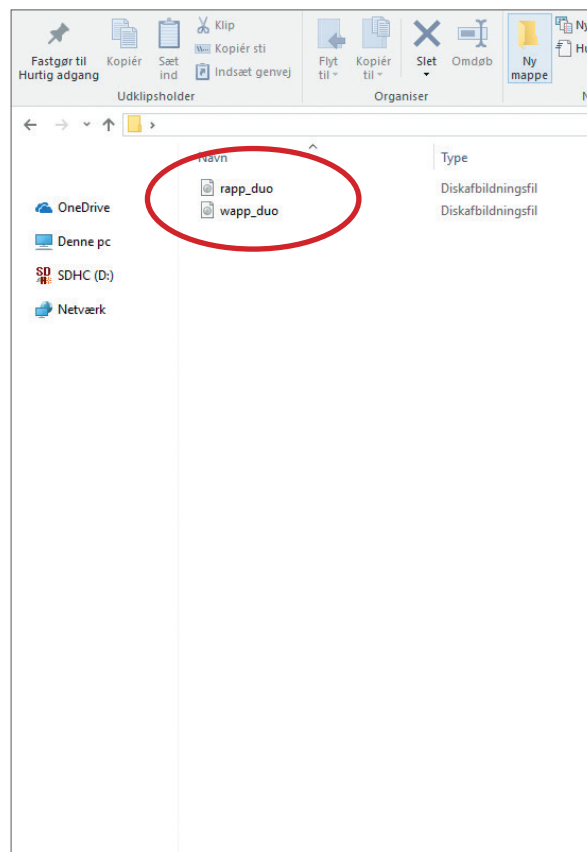 Fastgør til
Hurtig adgang
Kopiér
Sæt
ind
Klip
Kopiér sti
Indsæt genvej
Flyt
til
Kopiér
til
Slet
Omdøb
Ny
mappe
Ny
Udklipsholder
Organiser
Navn
Type
rapp_duo
Diskafbildningsfil
wapp_duo
Diskafbildningsfil
OneDrive
Denne pc
SDHC (D:)
Netværk